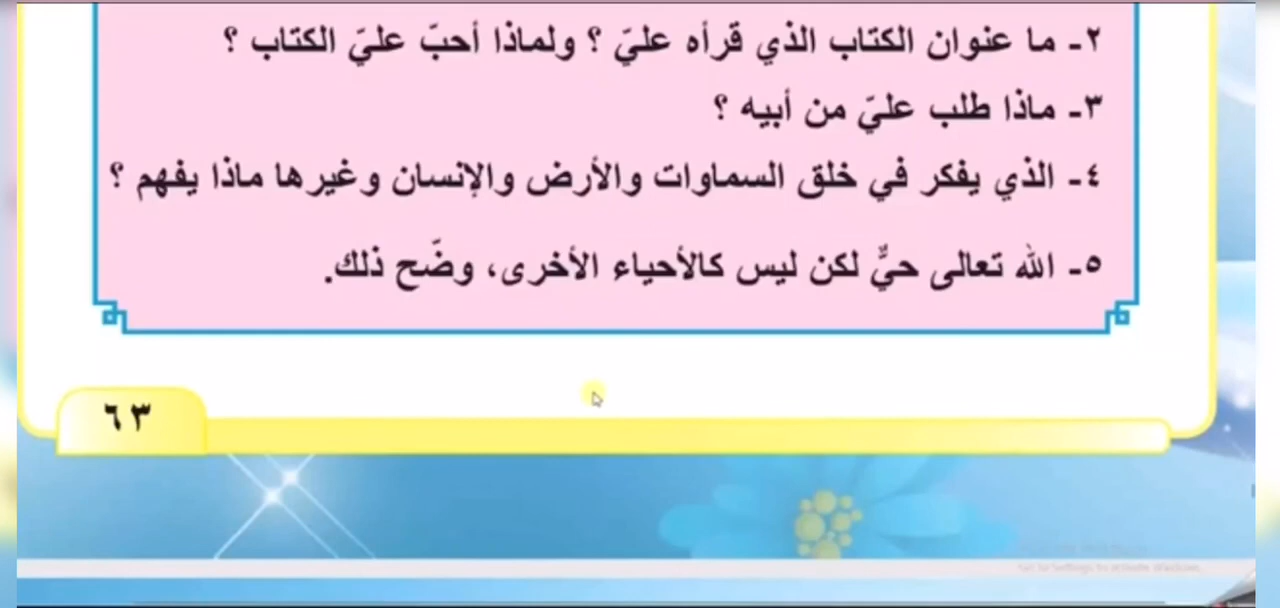 ٢- ما عنوان الكتاب الذي قرأه عليّ ؟ ولماذا أحبّ عليّ الكتاب ؟
٣- ماذا طلب عليّ من أبيه ؟
٤- الذي يفكر في خلق السماوات والأرض والإنسان وغيرها ماذا يفهم ؟
٥- الله تعالى حيٌّ لكن ليس كالأحياء الأخرى، وضّح ذلك.
٦٣